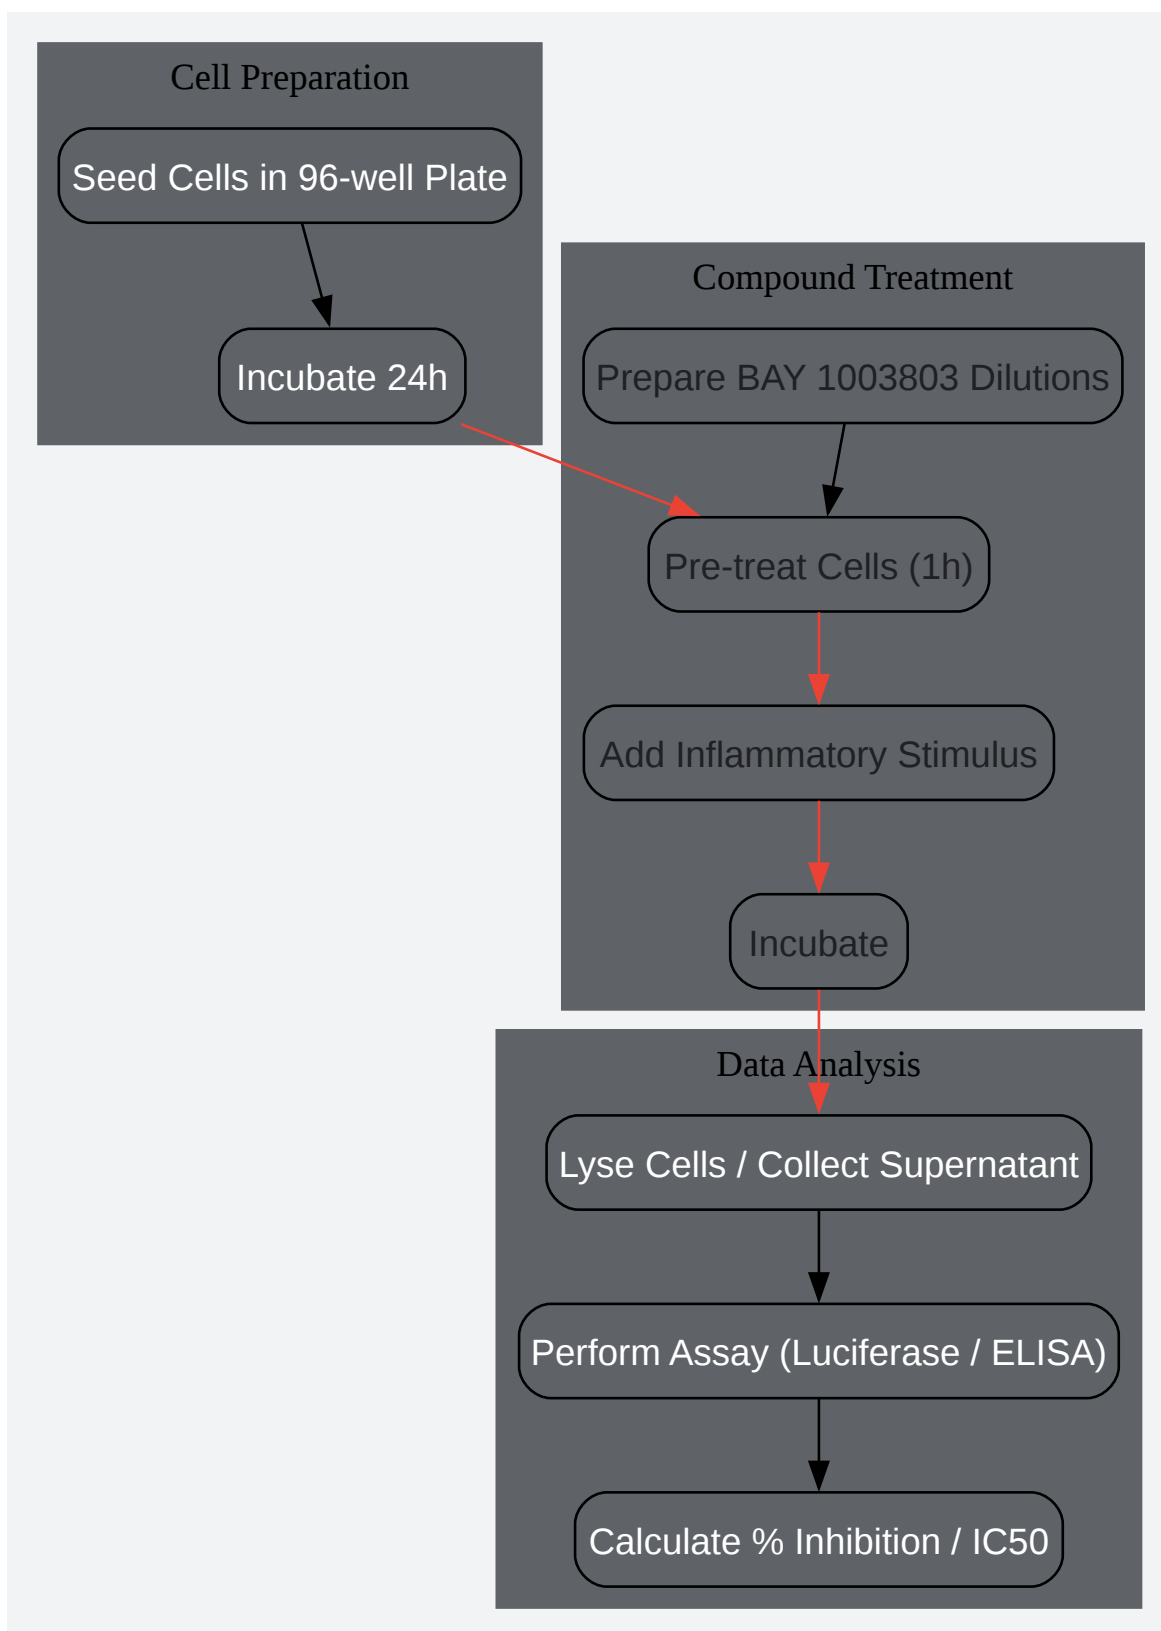 Cell Preparation
Seed Cells in 96-well Plate
Incubate 24h
Compound Treatment
Prepare BAY 1003803 Dilutions
Pre-treat Cells (1h)
Add Inflammatory Stimulus
Incubate
Data Analysis
Lyse Cells / Collect Supernatant
Perform Assay (Luciferase / ELISA)
Calculate % Inhibition / IC50